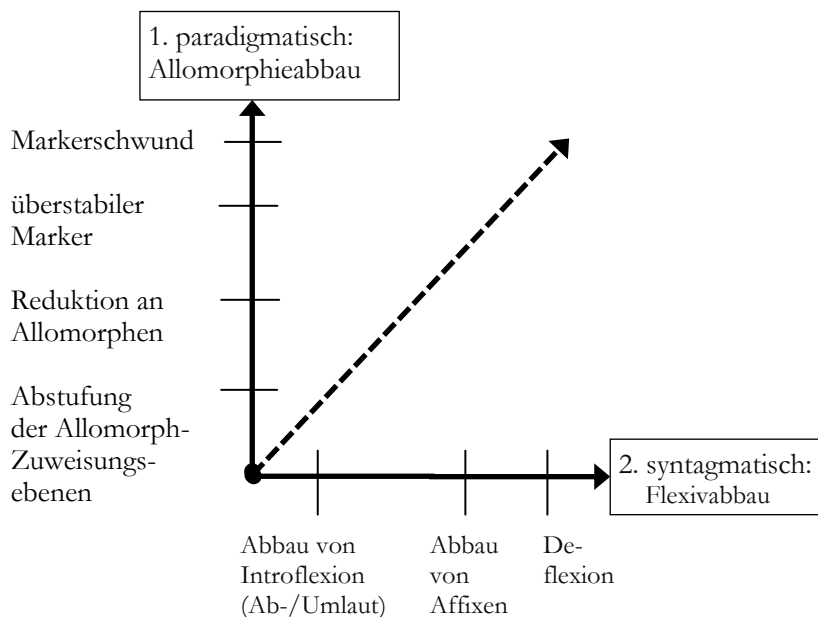 1. paradigmatisch:
Allomorphieabbau
Markerschwund
überstabiler
Marker
Reduktion an
Allomorphen
Abstufung
der Allomorph-
Zuweisungs-
ebenen
2. syntagmatisch:
Flexivabbau
Abbau von
Introflexion
(Ab-/Umlaut)
Abbau
von
Affixen
De-
flexion